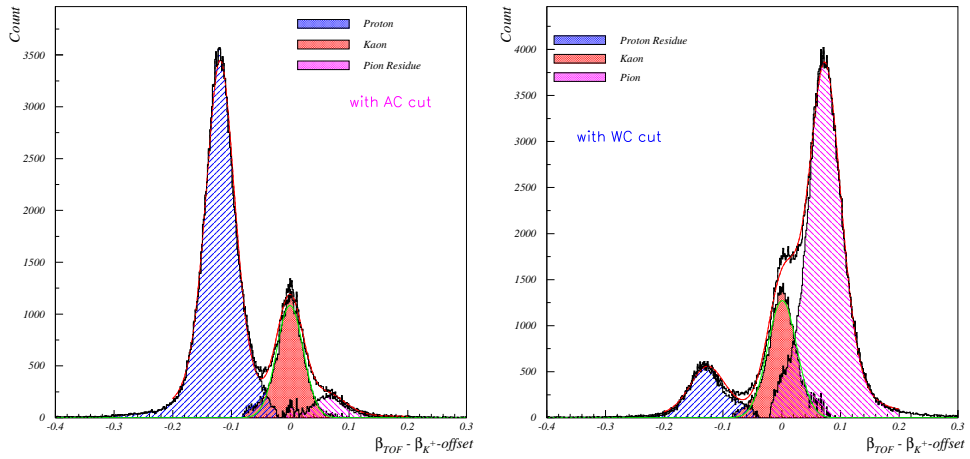 Count
Proton
Kaon
Pion Residue
with AC cut
3500
3000
2500
2000
1500
1000
500
0
-0.4 -0.3 -0.2 -0.1 0 0.1 0.2 0.3
β_TOF - β_K⁺-offset
Count
Proton Residue
Kaon
Pion
with WC cut
4000
3500
3000
2500
2000
1500
1000
500
0
-0.4 -0.3 -0.2 -0.1 0 0.1 0.2 0.3
β_TOF - β_K⁺-offset